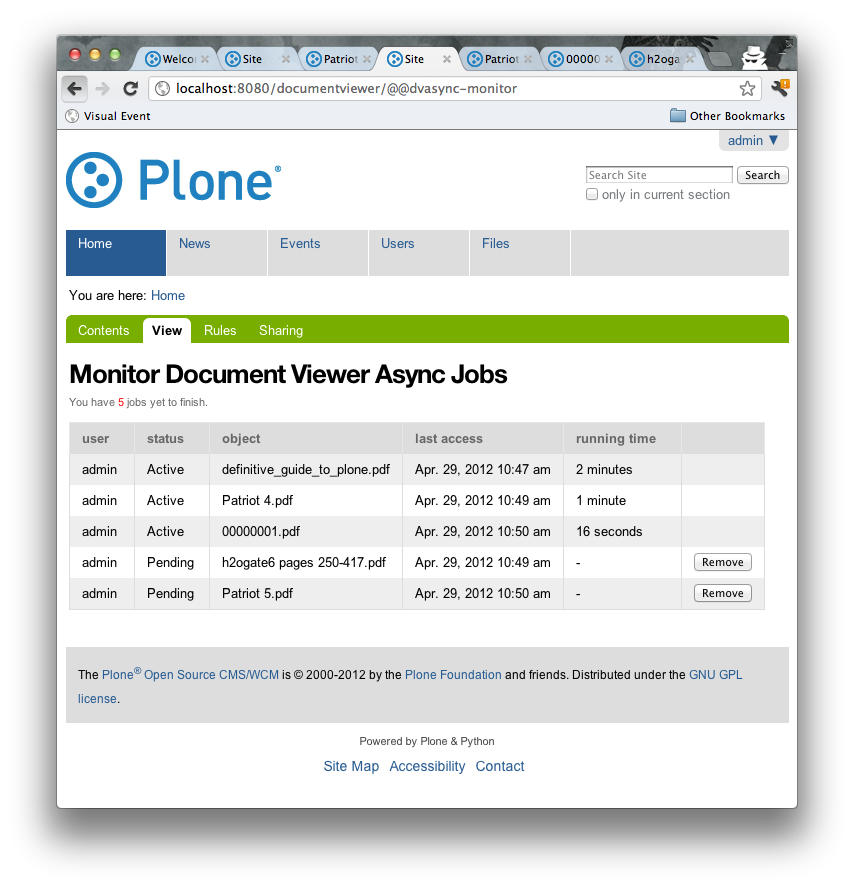 Welco Site Patriot Site Patriot 00000 h2oga
localhost:8080/documentviewer/@@dvasync-monitor
Visual Event Other Bookmarks
admin ▼
Plone®
Search Site Search
only in current section
Home News Events Users Files
You are here: Home
Contents View Rules Sharing
Monitor Document Viewer Async Jobs
You have 5 jobs yet to finish.
user status object last access running time
admin Active definitive_guide_to_plone.pdf Apr. 29, 2012 10:47 am 2 minutes
admin Active Patriot 4.pdf Apr. 29, 2012 10:49 am 1 minute
admin Active 00000001.pdf Apr. 29, 2012 10:50 am 16 seconds
admin Pending h2ogate6 pages 250-417.pdf Apr. 29, 2012 10:49 am - Remove
admin Pending Patriot 5.pdf Apr. 29, 2012 10:50 am - Remove
The Plone® Open Source CMS/WCM is © 2000-2012 by the Plone Foundation and friends. Distributed under the GNU GPL
license.
Powered by Plone & Python
Site Map Accessibility Contact